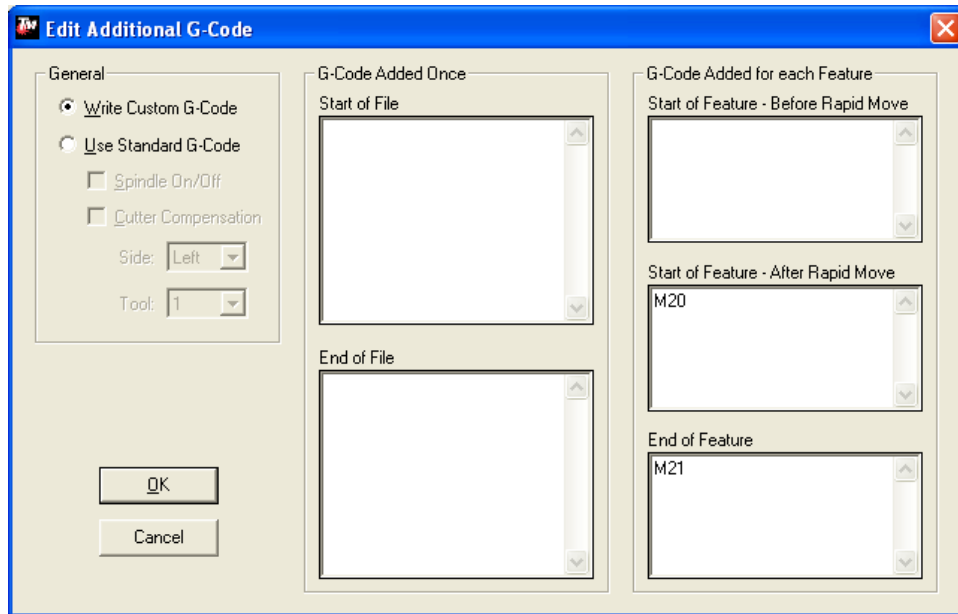 Edit Additional G-Code
General
Write Custom G-Code
Use Standard G-Code
Spindle On/Off
Cutter Compensation
Side: Left
Tool: 1
OK
Cancel
G-Code Added Once
Start of File
End of File
G-Code Added for each Feature
Start of Feature - Before Rapid Move
Start of Feature - After Rapid Move
M20
End of Feature
M21